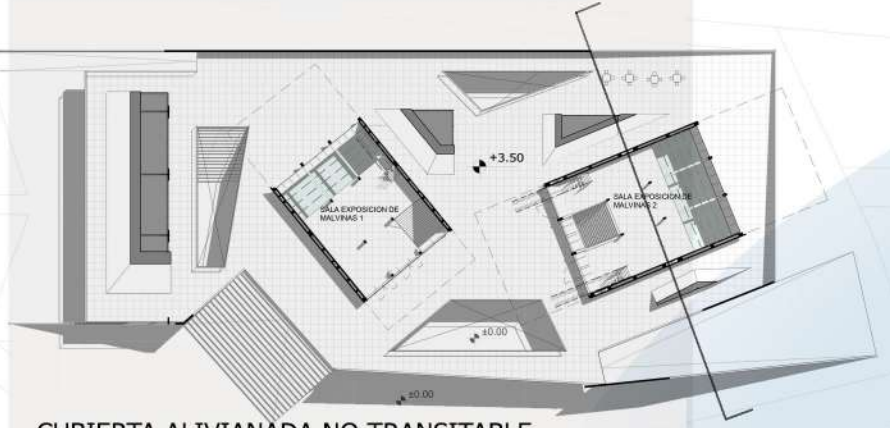 +3.50
SALA EXPOSICION DE
MALVINAS 1
SALA EXPOSICION DE
MALVINAS 2
±0.00
±0.00
CUBIERTA ALIVIANADA NO TRANSITABLE